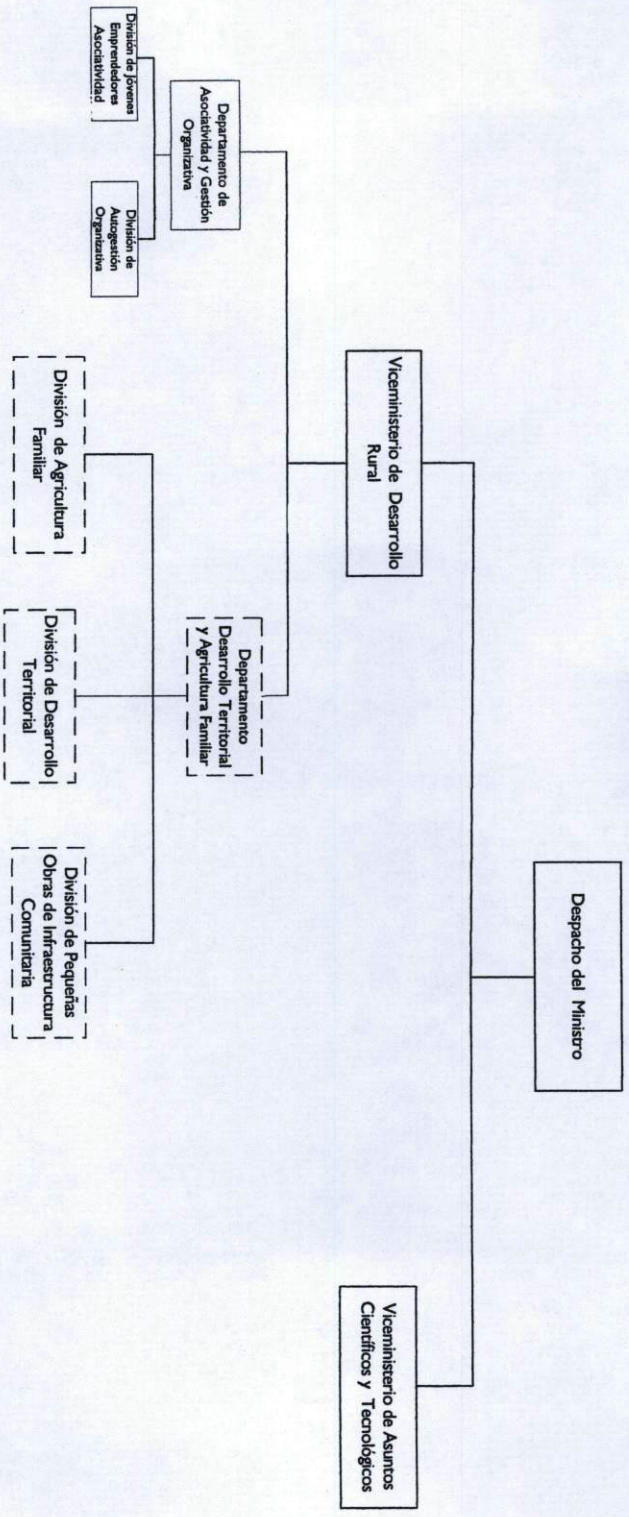 Despacho del Ministro
Viceministerio de Desarrollo
Rural
Viceministerio de Asuntos
Científicos y Tecnológicos
Departamento de
Asociatividad y Gestión
Organizativa
Departamento
Desarrollo Territorial
y Agricultura Familiar
División de Jóvenes
Emprendedores
Asociatividad
División de
Autogestión
Organizativa
División de Agricultura
Familiar
División de Desarrollo
Territorial
División de Pequeñas
Obras de Infraestructura
Comunitaria